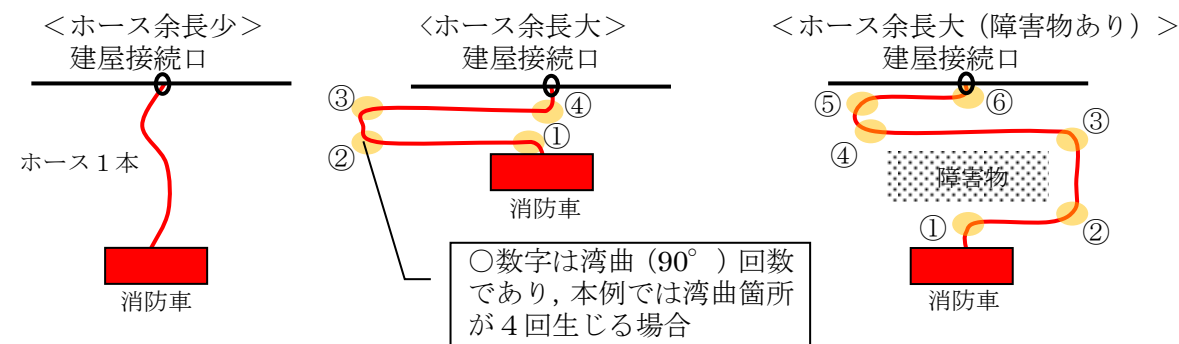 ＜ホース余長少＞
建屋接続口
ホース１本
消防車
＜ホース余長大＞
建屋接続口
③
④
①
②
消防車
○数字は湾曲（90°）回数
であり，本例では湾曲箇所
が４回生じる場合
＜ホース余長大（障害物あり）＞
建屋接続口
⑤
⑥
③
④
障害物
①
②
消防車